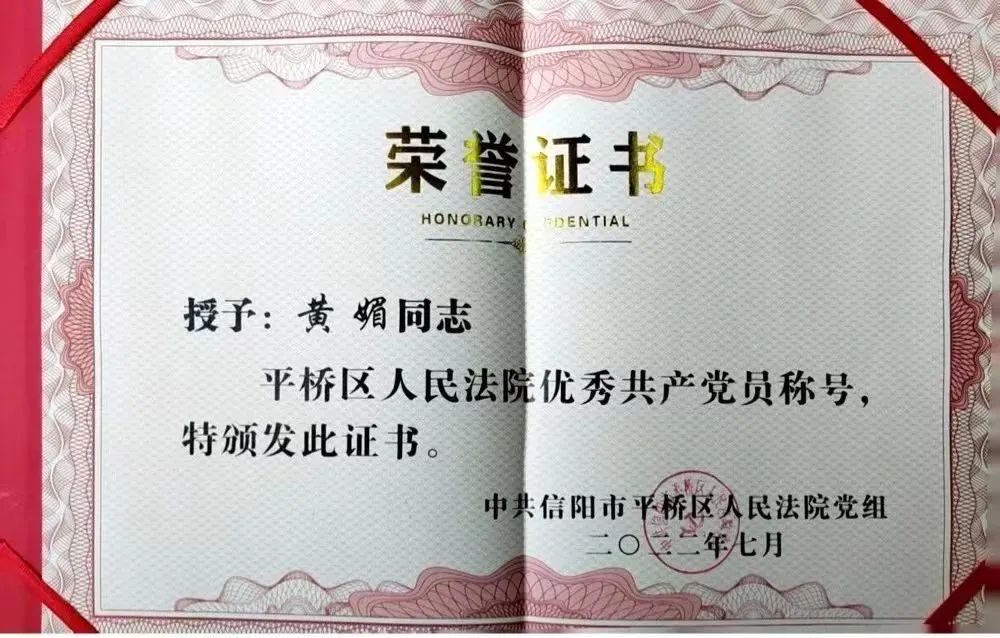 荣誉证书
HONORARY
授予：黄媚同志
平桥区人民法院优秀共产党员称号，
特颁发此证书。
中共信阳市平桥区人民法院党组
二〇二二年七月